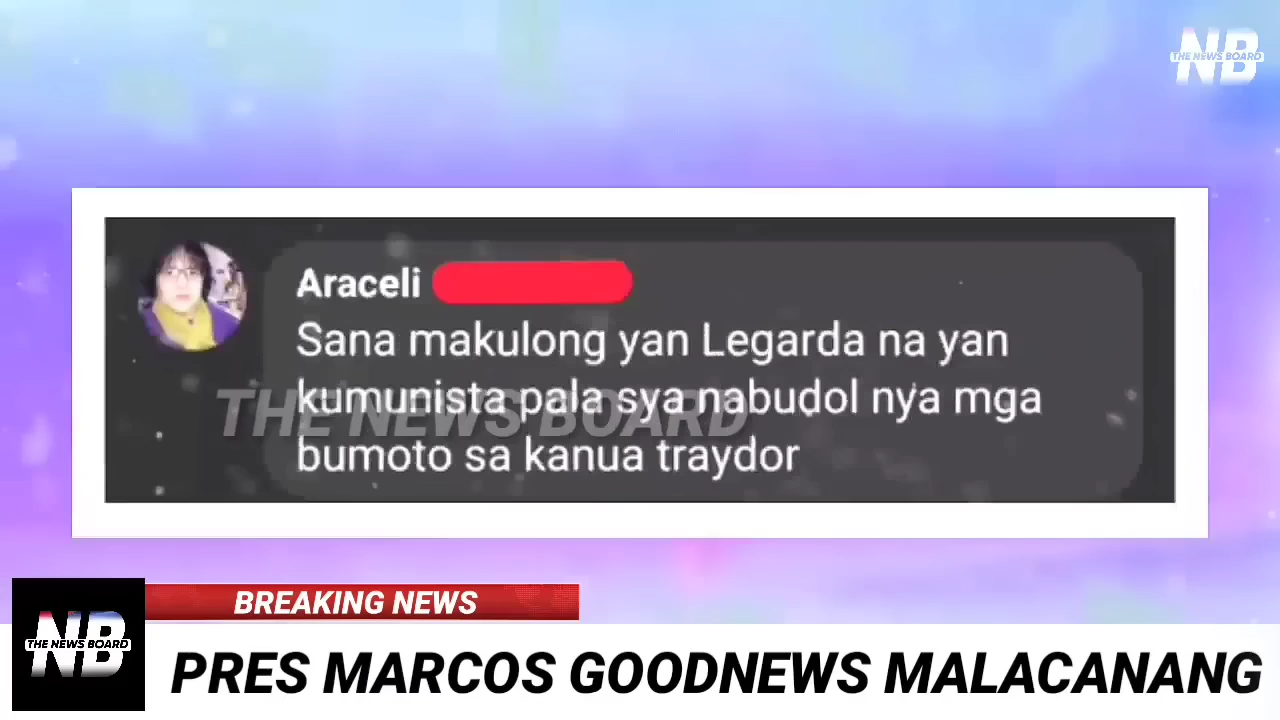 NB
THE NEWS BOARD
Araceli
Sana makulong yan Legarda na yan
kumunista pala sya nabudol nya mga
bumoto sa kanua traydor
THE NEWS BOARD
BREAKING NEWS
NB
THE NEWS BOARD
PRES MARCOS GOODNEWS MALACANANG